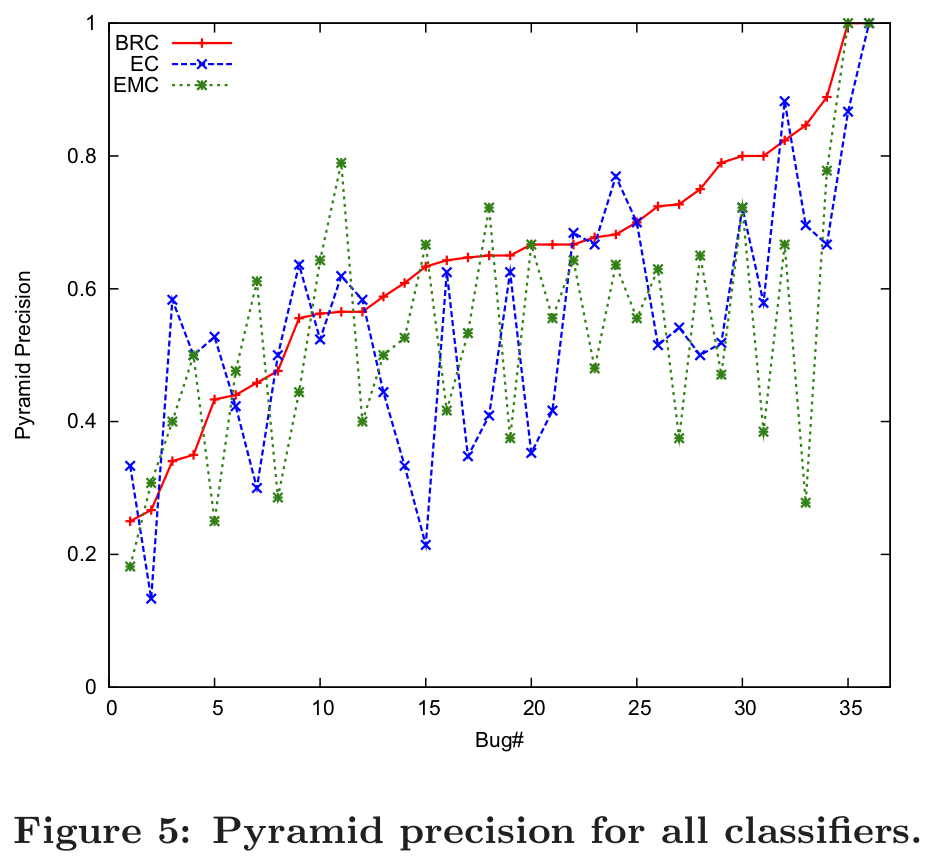 1
BRC
EC
EMC
0.8
0.6
Pyramid Precision
0.4
0.2
0
0 5 10 15 20 25 30 35
Bug#
Figure 5: Pyramid precision for all classifiers.